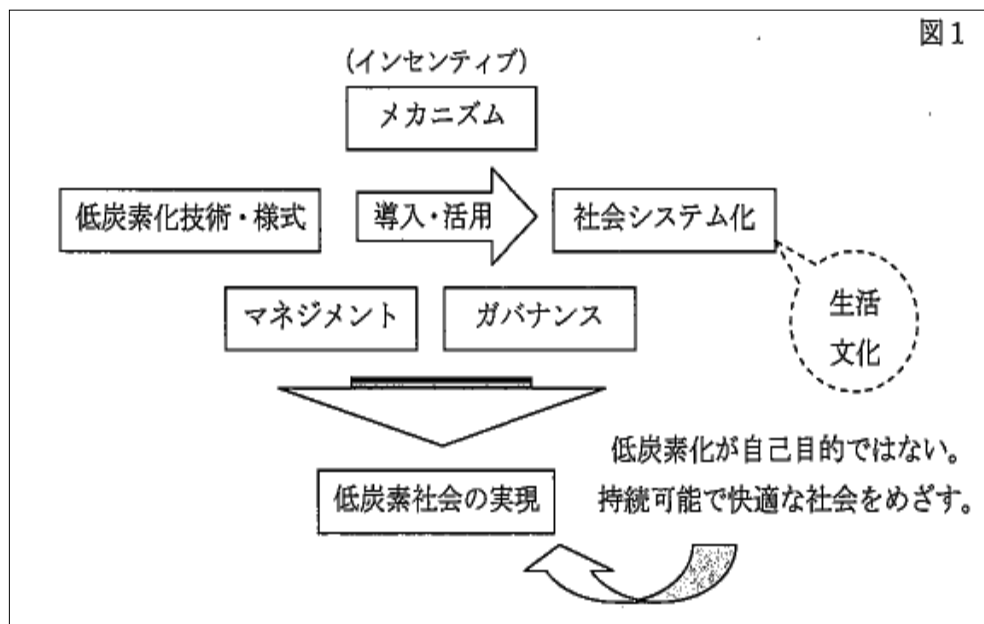 図1
(インセンティブ)
メカニズム
低炭素化技術・様式
導入・活用
社会システム化
マネジメント
ガバナンス
生活
文化
低炭素化が自己目的ではない。
持続可能で快適な社会をめざす。
低炭素社会の実現